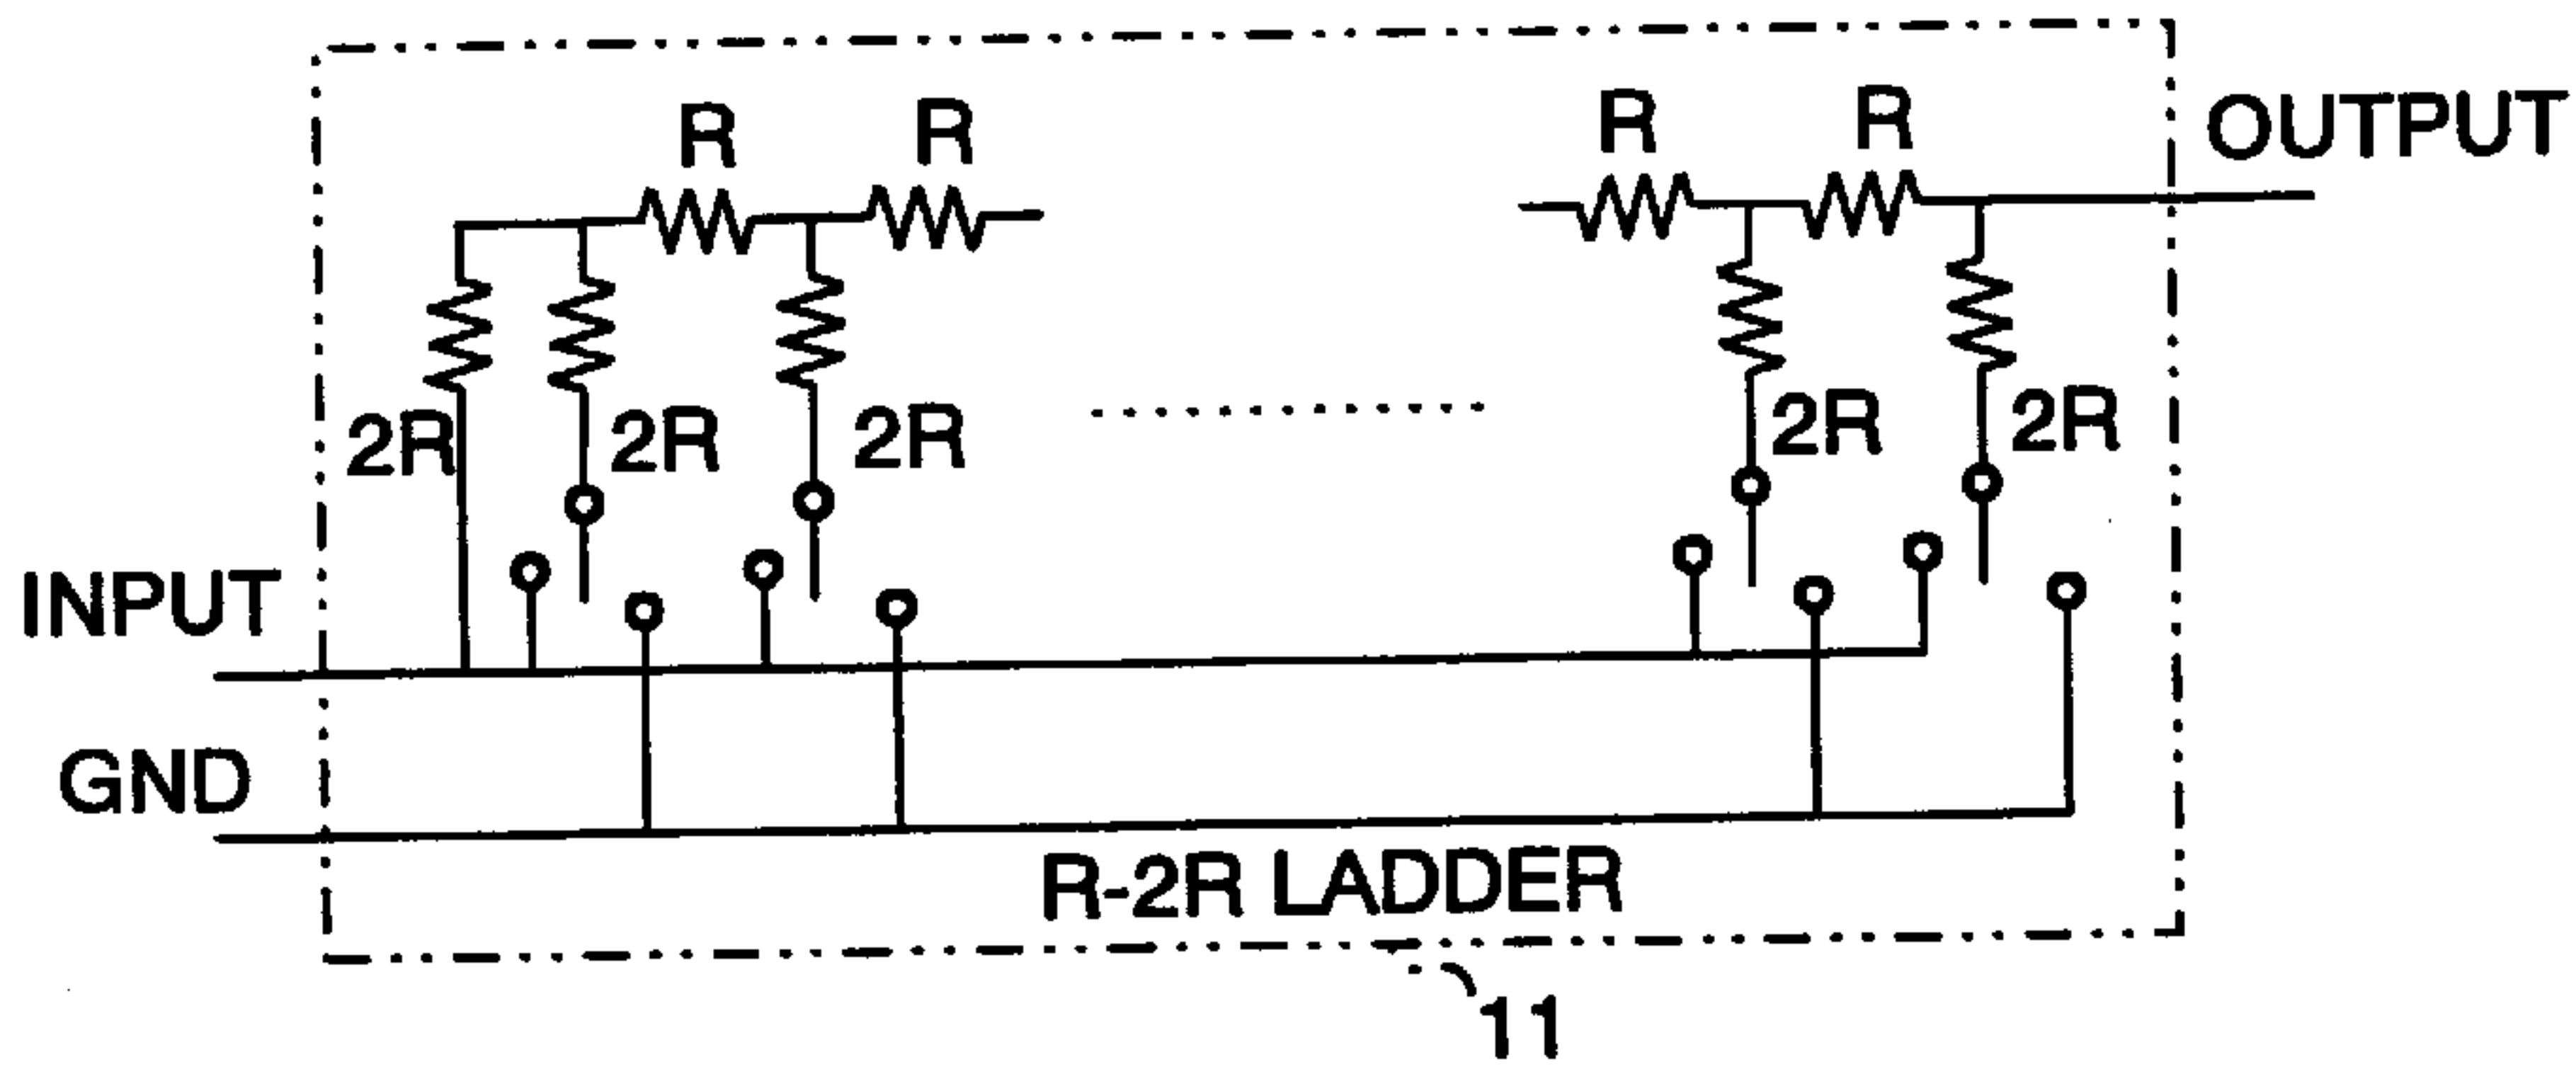 R R R R OUTPUT
2R 2R 2R 2R 2R
INPUT
GND
R-2R LADDER
11